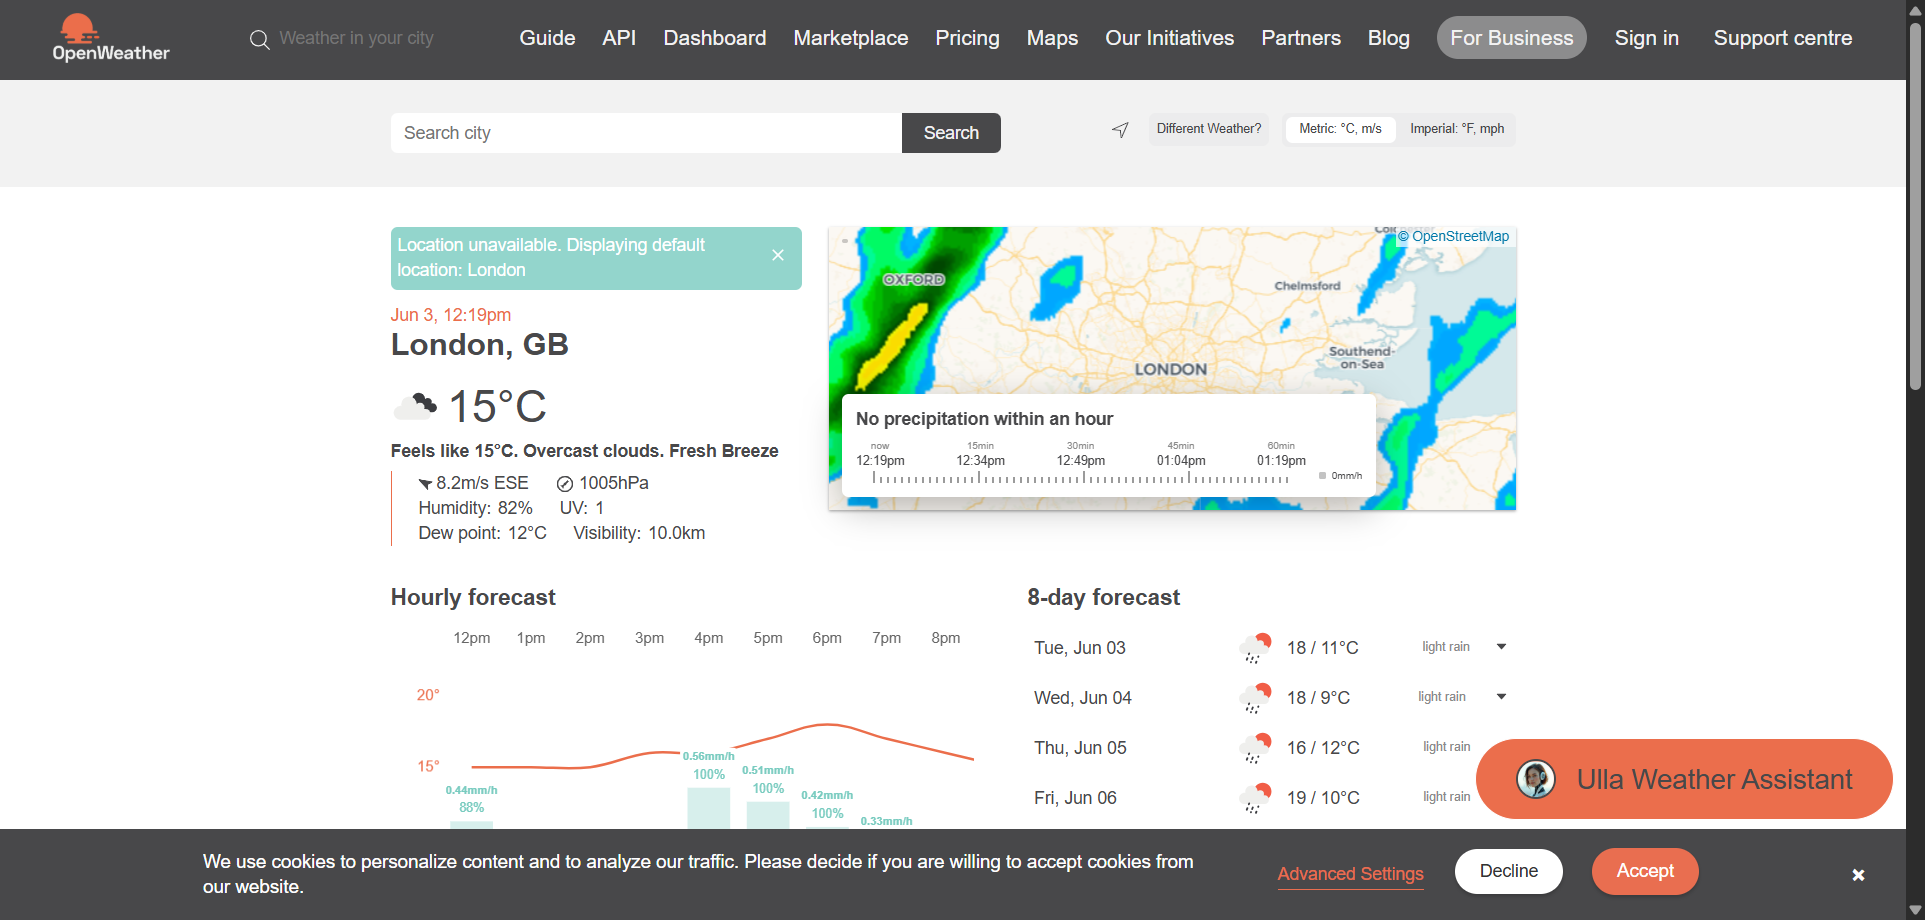 OpenWeather
Weather in your city
Guide
API
Dashboard
Marketplace
Pricing
Maps
Our Initiatives
Partners
Blog
For Business
Sign in
Support centre
Search city
Search
Different Weather?
Metric: °C, m/s
Imperial: °F, mph
Location unavailable. Displaying default
location: London
Jun 3, 12:19pm
London, GB
15°C
Feels like 15°C. Overcast clouds. Fresh Breeze
8.2m/s ESE
1005hPa
Humidity: 82%
UV: 1
Dew point: 12°C
Visibility: 10.0km
© OpenStreetMap
OXFORD
Chelmsford
LONDON
Southend-
on-Sea
No precipitation within an hour
now 15min 30min 45min 60min
12:19pm 12:34pm 12:49pm 01:04pm 01:19pm
0mm/h
Hourly forecast
12pm 1pm 2pm 3pm 4pm 5pm 6pm 7pm 8pm
20°
15°
0.44mm/h
88%
0.56mm/h
100%
0.51mm/h
100%
0.42mm/h
100%
0.33mm/h
8-day forecast
Tue, Jun 03 18 / 11°C light rain
Wed, Jun 04 18 / 9°C light rain
Thu, Jun 05 16 / 12°C light rain
Fri, Jun 06 19 / 10°C light rain
Ulla Weather Assistant
We use cookies to personalize content and to analyze our traffic. Please decide if you are willing to accept cookies from
our website.
Advanced Settings
Decline
Accept